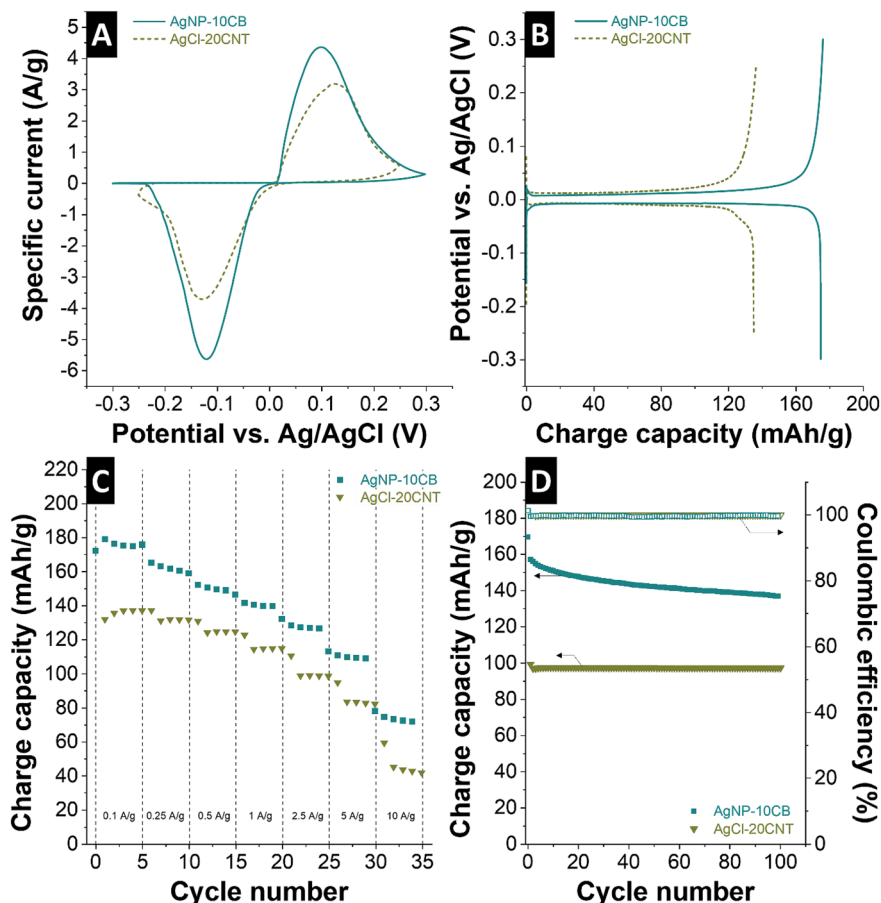 A
AgNP-10CB
AgCl-20CNT
Specific current (A/g)
5
4
3
2
1
0
-1
-2
-3
-4
-5
-6
-0.3
-0.2
-0.1
0.0
0.1
0.2
0.3
Potential vs. Ag/AgCl (V)
B
AgNP-10CB
AgCl-20CNT
Potential vs. Ag/AgCl (V)
0.3
0.2
0.1
0.0
-0.1
-0.2
-0.3
0
40
80
120
160
200
Charge capacity (mAh/g)
C
AgNP-10CB
AgCl-20CNT
Charge capacity (mAh/g)
220
200
180
160
140
120
100
80
60
40
20
0
0.1 A/g
0.25 A/g
0.5 A/g
1 A/g
2.5 A/g
5 A/g
10 A/g
0
5
10
15
20
25
30
35
Cycle number
D
Charge capacity (mAh/g)
200
180
160
140
120
100
80
60
40
20
0
AgNP-10CB
AgCl-20CNT
0
20
40
60
80
100
Cycle number
100
80
60
40
20
0
Coulombic efficiency (%)